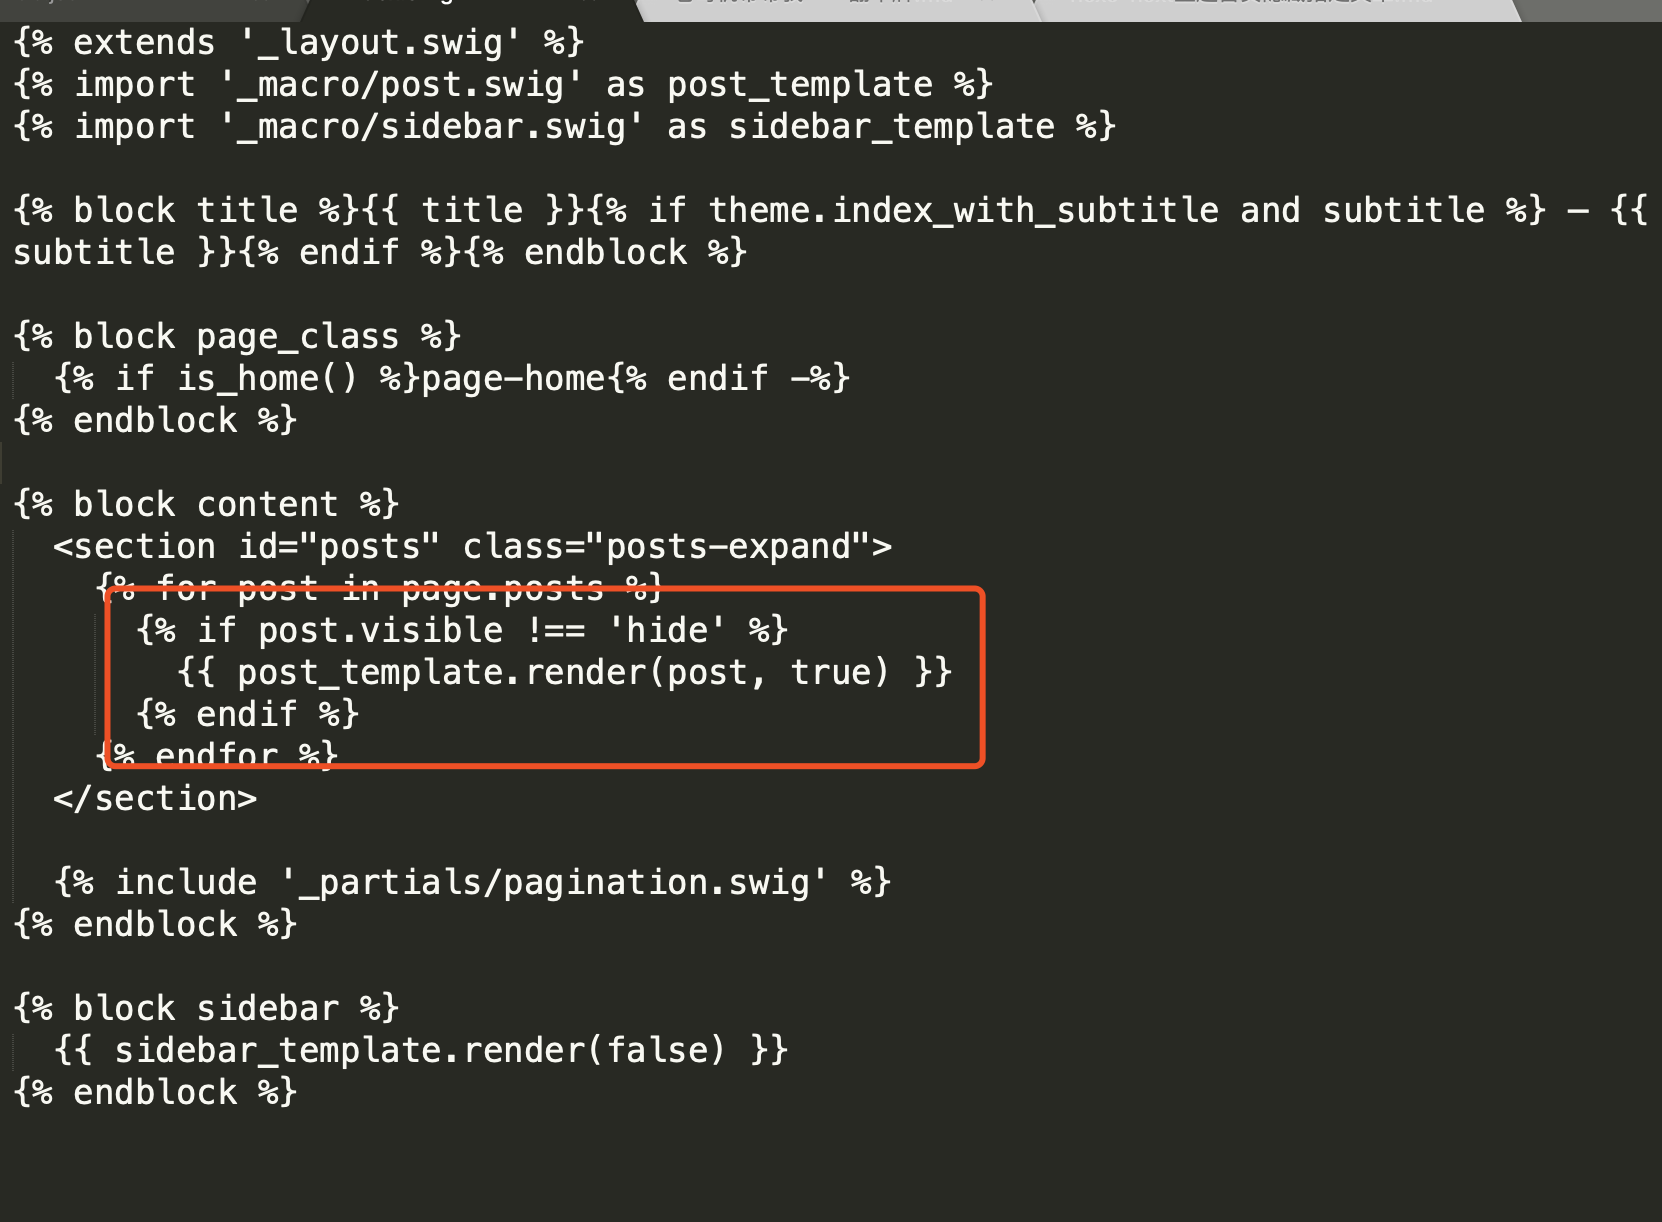 {% extends '_layout.swig' %}
{% import '_macro/post.swig' as post_template %}
{% import '_macro/sidebar.swig' as sidebar_template %}
{% block title %}{{ title }}{% if theme.index_with_subtitle and subtitle %} – {{
subtitle }}{% endif %}{% endblock %}
{% block page_class %}
{% if is_home() %}page-home{% endif -%}
{% endblock %}
{% block content %}
<section id="posts" class="posts-expand">
{% for post in page.posts %}
{% if post.visible !== 'hide' %}
{{ post_template.render(post, true) }}
{% endif %}
{% endfor %}
</section>
{% include '_partials/pagination.swig' %}
{% endblock %}
{% block sidebar %}
{{ sidebar_template.render(false) }}
{% endblock %}